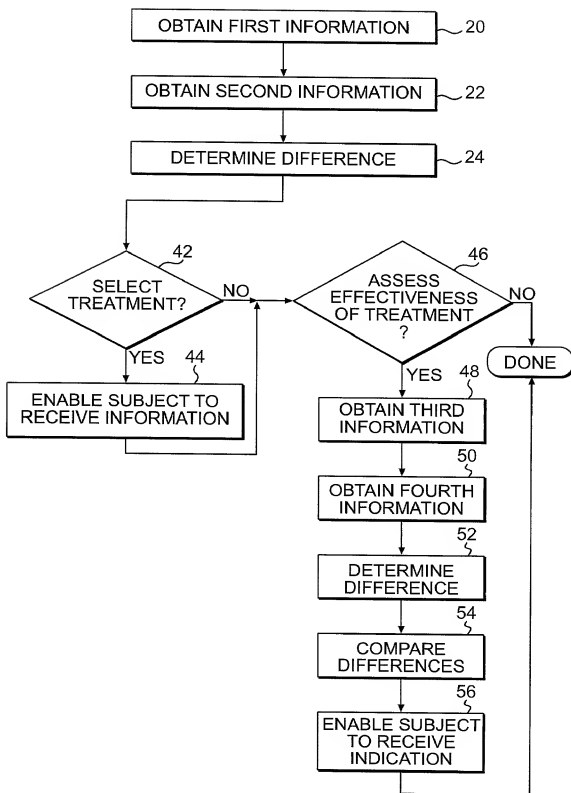 OBTAIN FIRST INFORMATION
20
OBTAIN SECOND INFORMATION
22
DETERMINE DIFFERENCE
24
42
SELECT
TREATMENT?
NO
YES
44
ENABLE SUBJECT TO
RECEIVE INFORMATION
46
ASSESS
EFFECTIVENESS
OF TREATMENT
?
NO
DONE
YES
48
OBTAIN THIRD
INFORMATION
50
OBTAIN FOURTH
INFORMATION
52
DETERMINE
DIFFERENCE
54
COMPARE
DIFFERENCES
56
ENABLE SUBJECT
TO RECEIVE
INDICATION